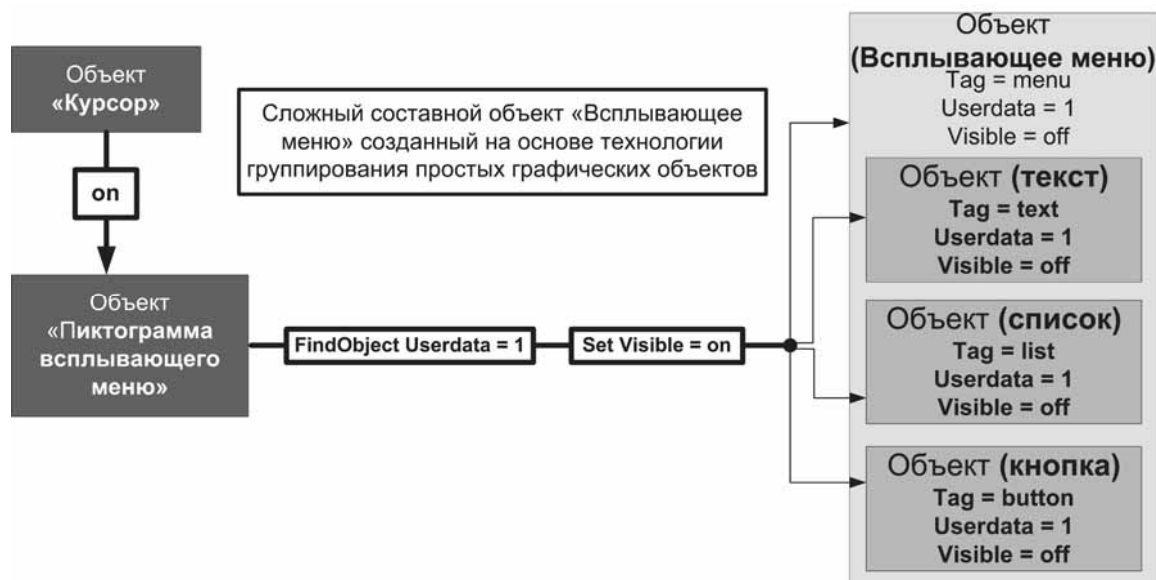 Объект
«Курсор»
on
Объект
«Пиктограмма
всплывающего
меню»
Сложный составной объект «Всплывающее
меню» созданный на основе технологии
группирования простых графических объектов
FindObject Userdata = 1
Set Visible = on
Объект
(Всплывающее меню)
Tag = menu
Userdata = 1
Visible = off
Объект (текст)
Tag = text
Userdata = 1
Visible = off
Объект (список)
Tag = list
Userdata = 1
Visible = off
Объект (кнопка)
Tag = button
Userdata = 1
Visible = off